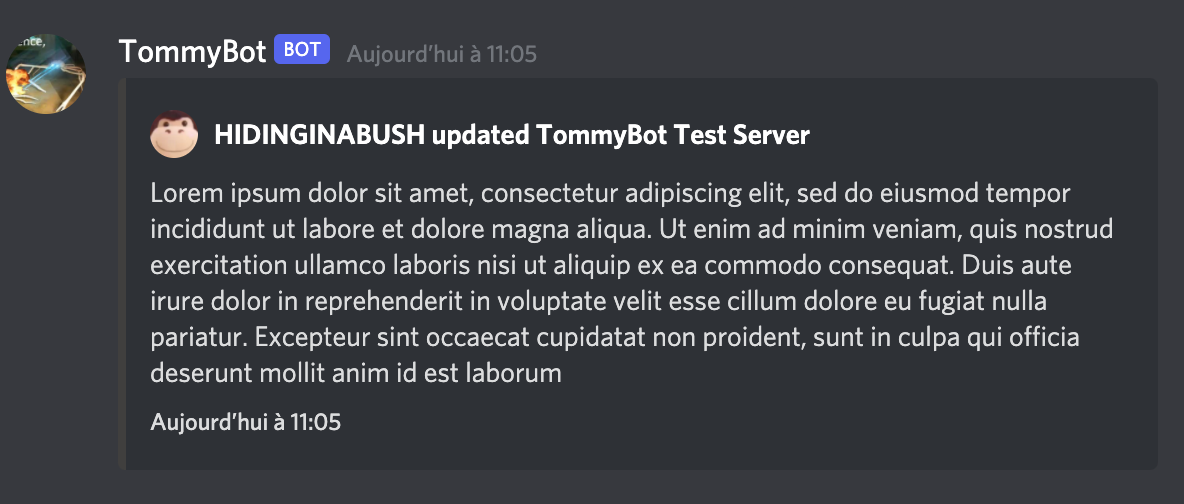 ence,
TommyBot BOT Aujourd’hui à 11:05
HIDINGINABUSH updated TommyBot Test Server
Lorem ipsum dolor sit amet, consectetur adipiscing elit, sed do eiusmod tempor
incididunt ut labore et dolore magna aliqua. Ut enim ad minim veniam, quis nostrud
exercitation ullamco laboris nisi ut aliquip ex ea commodo consequat. Duis aute
irure dolor in reprehenderit in voluptate velit esse cillum dolore eu fugiat nulla
pariatur. Excepteur sint occaecat cupidatat non proident, sunt in culpa qui officia
deserunt mollit anim id est laborum
Aujourd’hui à 11:05